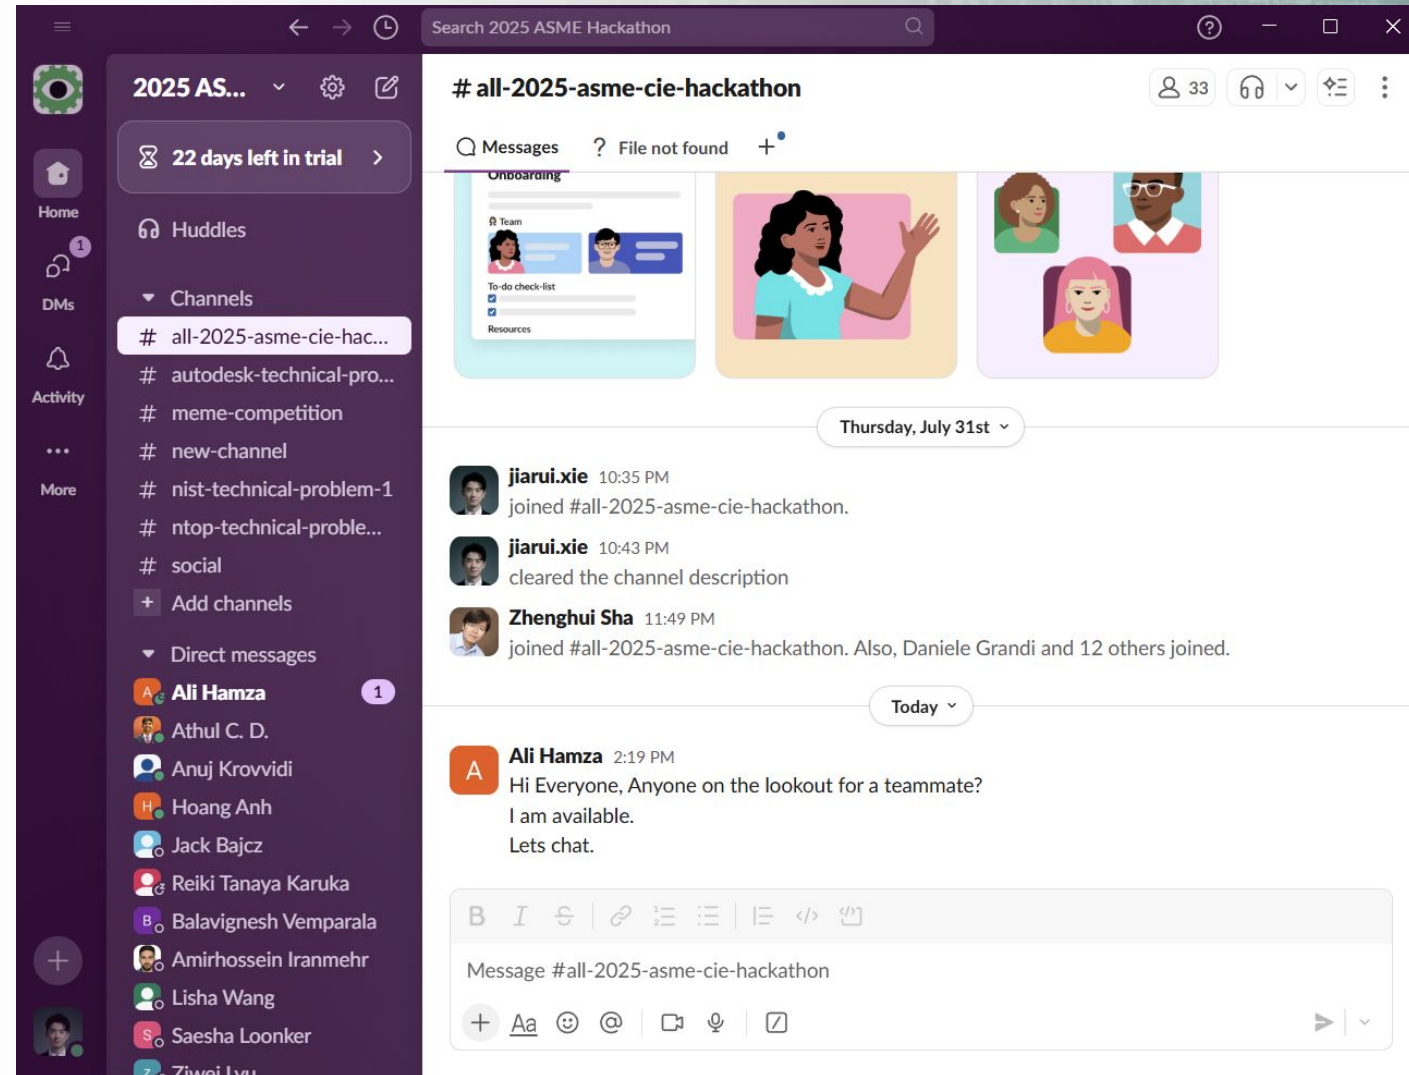 Search 2025 ASME Hackathon
2025 AS...
22 days left in trial
Home
1
DMs
Activity
More
Huddles
Channels
# all-2025-asme-cie-hac...
# autodesk-technical-pro...
# meme-competition
# new-channel
# nist-technical-problem-1
# ntop-technical-proble...
# social
+ Add channels
Direct messages
A Ali Hamza 1
Athul C. D.
Anuj Krovvidi
H Hoang Anh
Jack Bajcz
Reiki Tanaya Karuka
B Balavignesh Vemparala
Amirhossein Iranmehr
Lisha Wang
S Saesha Loonker
Z Ziwei Lyu
# all-2025-asme-cie-hackathon
33
Messages
? File not found
+
Onboarding
Team
To-do check-list
Resources
Thursday, July 31st
jiarui.xie 10:35 PM
joined #all-2025-asme-cie-hackathon.
jiarui.xie 10:43 PM
cleared the channel description
Zhenghui Sha 11:49 PM
joined #all-2025-asme-cie-hackathon. Also, Daniele Grandi and 12 others joined.
Today
A
Ali Hamza 2:19 PM
Hi Everyone, Anyone on the lookout for a teammate?
I am available.
Lets chat.
B I S
Message #all-2025-asme-cie-hackathon
+ Aa @